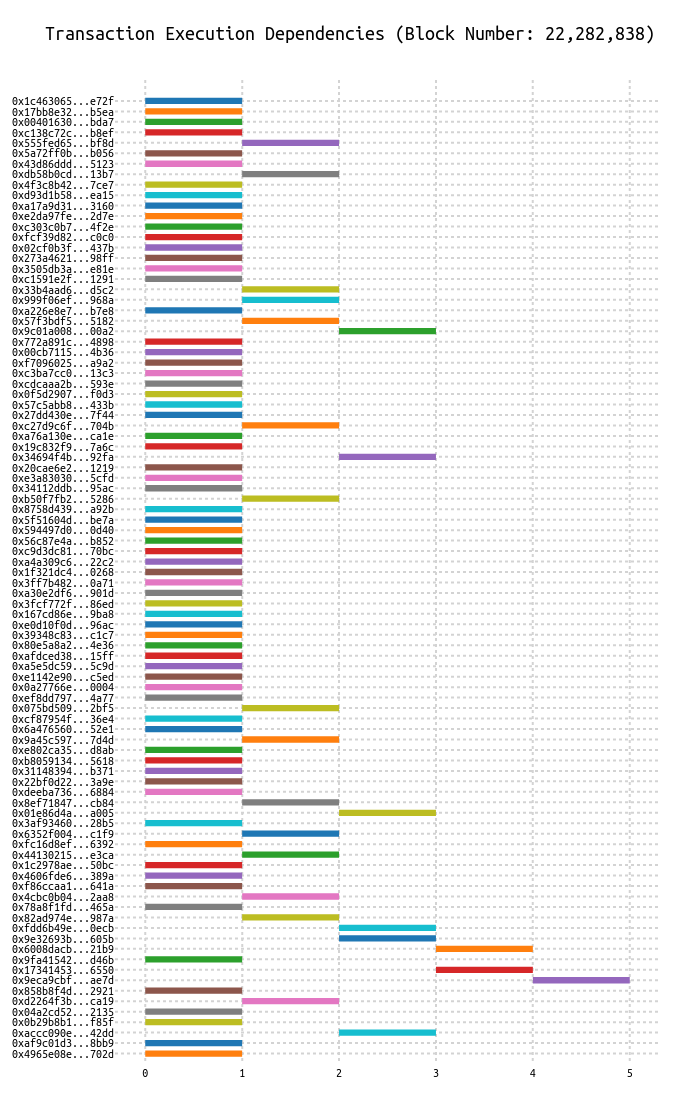 Transaction Execution Dependencies (Block Number: 22,282,838)
0x1c463065...e72f
0x17bb8e32...b5ea
0x00401630...bda7
0xc138c72c...b8ef
0x555fed65...bf8d
0x5a72ff0b...b056
0x43d86ddd...5123
0xdb58b0cd...13b7
0x4f3c8b42...7ce7
0xd93d1b58...ea15
0xa17a9d31...3160
0xe2da97fe...2d7e
0xc303c0b7...4f2e
0xfcf39d82...c0c0
0x02cf0b3f...437b
0x273a4621...98ff
0x3505db3a...e81e
0xc1591e2f...1291
0x33b4aad6...d5c2
0x999f06ef...968a
0xa226e8e7...b7e8
0x57f3bdf5...5182
0x9c01a008...00a2
0x772a891c...4898
0x00cb7115...4b36
0xf7096025...a9a2
0xc3ba7cc0...13c3
0xcdcaaa2b...593e
0x0f5d2907...f0d3
0x57c5abb8...433b
0x27dd430e...7f44
0xc27d9c6f...704b
0xa76a130e...ca1e
0x19c832f9...7a6c
0x34694f4b...92fa
0x20cae6e2...1219
0xe3a83030...5cfd
0x34112ddb...95ac
0xb50f7fb2...5286
0x8758d439...a92b
0x5f51604d...be7a
0x594497d0...0d40
0x56c87e4a...b852
0xc9d3dc81...70bc
0xa4a309c6...22c2
0x1f321dc4...0268
0x3ff7b482...0a71
0xa30e2df6...901d
0x3fcf772f...86ed
0x167cd86e...9ba8
0xe0d10f0d...96ac
0x39348c83...c1c7
0x80e5a8a2...4e36
0xafdced38...15ff
0xa5e5dc59...5c9d
0xe1142e90...c5ed
0x0a27766e...0004
0xef8dd797...4a77
0x075bd509...2bf5
0xcf87954f...36e4
0x6a476560...52e1
0x9a45c597...7d4d
0xe802ca35...d8ab
0xb8059134...5618
0x31148394...b371
0x22bf0d22...3a9e
0xdeeba736...6884
0x8ef71847...cb84
0x01e86d4a...a005
0x3af93460...28b5
0x6352f004...c1f9
0xfc16d8ef...6392
0x44130215...e3ca
0x1c2978ae...50bc
0x4606fde6...389a
0xf86ccaa1...641a
0x4cbc0b04...2aa8
0x78a8f1fd...465a
0x82ad974e...987a
0xfdd6b49e...0ecb
0x9e32693b...605b
0x6008dacb...21b9
0x9fa41542...d46b
0x17341453...6550
0x9eca9cbf...ae7d
0x858b8f4d...2921
0xd2264f3b...ca19
0x04a2cd52...2135
0x0b29b8b1...f85f
0xaccc090e...42dd
0xaf9c01d3...8bb9
0x4965e08e...702d
0 1 2 3 4 5